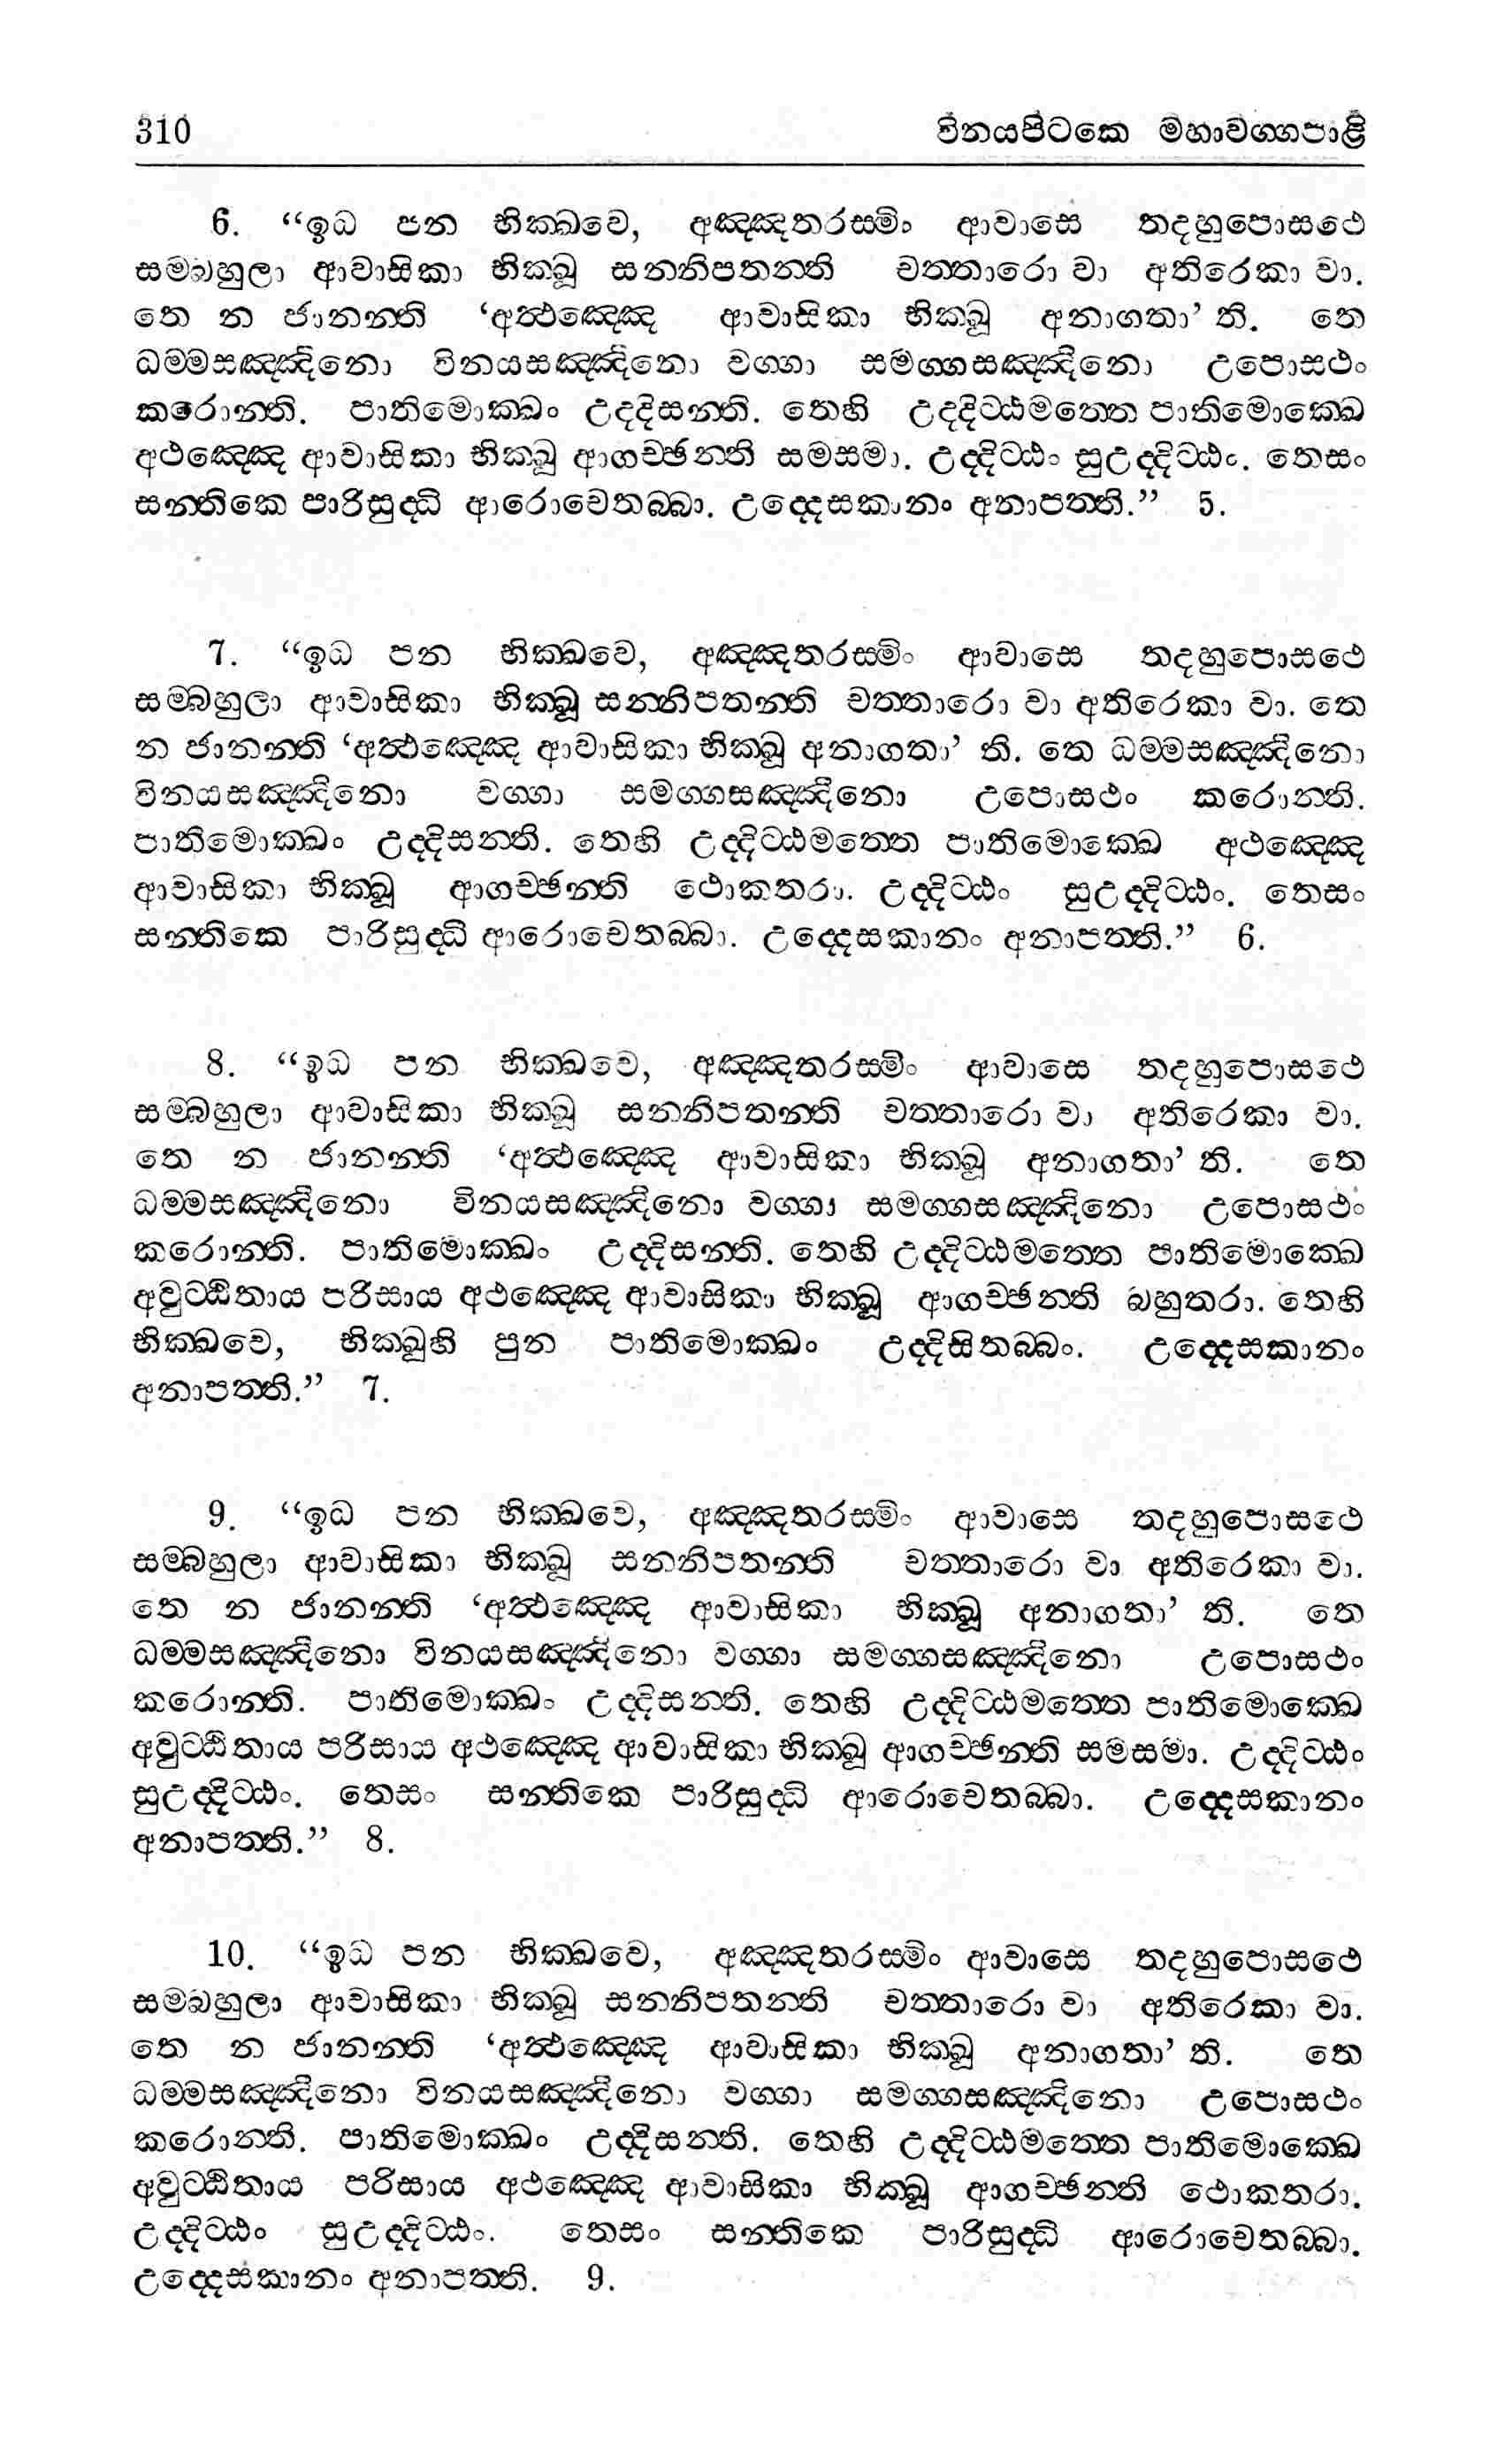 310 විනයපිටකෙ මහාවග්ගපාළි
6. “ඉධ පන භික්ඛවෙ, අඤ්ඤතරස්මිං ආවාසෙ තදහුපොසථෙ
සම්බහුලා ආවාසිකා භික්ඛූ සන්නිපතන්ති චත්තාරො වා අතිරෙකා වා.
තෙ න ජානන්ති ‘අත්ථඤ්ඤෙ ආවාසිකා භික්ඛූ අනාගතා’ ති. තෙ
ධම්මසඤ්ඤිනො විනයසඤ්ඤිනො වග්ගා සමග්ගසඤ්ඤිනො උපොසථං
කරොන්ති. පාතිමොක්ඛං උද්දිසන්ති. තෙහි උද්දිට්ඨමත්තෙ පාතිමොක්ඛෙ
අථඤ්ඤෙ ආවාසිකා භික්ඛූ ආගච්ඡන්ති සමසමා. උද්දිට්ඨං සුඋද්දිට්ඨං. තෙසං
සන්තිකෙ පාරිසුද්ධි ආරොචෙතබ්බා. උද්දෙසකානං අනාපත්ති.” 5.
7. “ඉධ පන භික්ඛවෙ, අඤ්ඤතරස්මිං ආවාසෙ තදහුපොසථෙ
සම්බහුලා ආවාසිකා භික්ඛූ සන්නිපතන්ති චත්තාරො වා අතිරෙකා වා. තෙ
න ජානන්ති ‘අත්ථඤ්ඤෙ ආවාසිකා භික්ඛූ අනාගතා’ ති. තෙ ධම්මසඤ්ඤිනො
විනයසඤ්ඤිනො වග්ගා සමග්ගසඤ්ඤිනො උපොසථං කරොන්ති.
පාතිමොක්ඛං උද්දිසන්ති. තෙහි උද්දිට්ඨමත්තෙ පාතිමොක්ඛෙ අථඤ්ඤෙ
ආවාසිකා භික්ඛූ ආගච්ඡන්ති ථොකතරා. උද්දිට්ඨං සුඋද්දිට්ඨං. තෙසං
සන්තිකෙ පාරිසුද්ධි ආරොචෙතබ්බා. උද්දෙසකානං අනාපත්ති.” 6.
8. “ඉධ පන භික්ඛවෙ, අඤ්ඤතරස්මිං ආවාසෙ තදහුපොසථෙ
සම්බහුලා ආවාසිකා භික්ඛූ සන්නිපතන්ති චත්තාරො වා අතිරෙකා වා.
තෙ න ජානන්ති ‘අත්ථඤ්ඤෙ ආවාසිකා භික්ඛූ අනාගතා’ ති. තෙ
ධම්මසඤ්ඤිනො විනයසඤ්ඤිනො වග්ගා සමග්ගසඤ්ඤිනො උපොසථං
කරොන්ති. පාතිමොක්ඛං උද්දිසන්ති. තෙහි උද්දිට්ඨමත්තෙ පාතිමොක්ඛෙ
අවුට්ඨිතාය පරිසාය අථඤ්ඤෙ ආවාසිකා භික්ඛූ ආගච්ඡන්ති බහුතරා. තෙහි
භික්ඛවෙ, භික්ඛූහි පුන පාතිමොක්ඛං උද්දිසිතබ්බං. උද්දෙසකානං
අනාපත්ති.” 7.
9. “ඉධ පන භික්ඛවෙ, අඤ්ඤතරස්මිං ආවාසෙ තදහුපොසථෙ
සම්බහුලා ආවාසිකා භික්ඛූ සන්නිපතන්ති චත්තාරො වා අතිරෙකා වා.
තෙ න ජානන්ති ‘අත්ථඤ්ඤෙ ආවාසිකා භික්ඛූ අනාගතා’ ති. තෙ
ධම්මසඤ්ඤිනො විනයසඤ්ඤිනො වග්ගා සමග්ගසඤ්ඤිනො උපොසථං
කරොන්ති. පාතිමොක්ඛං උද්දිසන්ති. තෙහි උද්දිට්ඨමත්තෙ පාතිමොක්ඛෙ
අවුට්ඨිතාය පරිසාය අථඤ්ඤෙ ආවාසිකා භික්ඛූ ආගච්ඡන්ති සමසමා. උද්දිට්ඨං
සුඋද්දිට්ඨං. තෙසං සන්තිකෙ පාරිසුද්ධි ආරොචෙතබ්බා. උද්දෙසකානං
අනාපත්ති.” 8.
10. “ඉධ පන භික්ඛවෙ, අඤ්ඤතරස්මිං ආවාසෙ තදහුපොසථෙ
සම්බහුලා ආවාසිකා භික්ඛූ සන්නිපතන්ති චත්තාරො වා අතිරෙකා වා.
තෙ න ජානන්ති ‘අත්ථඤ්ඤෙ ආවාසිකා භික්ඛූ අනාගතා’ ති. තෙ
ධම්මසඤ්ඤිනො විනයසඤ්ඤිනො වග්ගා සමග්ගසඤ්ඤිනො උපොසථං
කරොන්ති. පාතිමොක්ඛං උද්දිසන්ති. තෙහි උද්දිට්ඨමත්තෙ පාතිමොක්ඛෙ
අවුට්ඨිතාය පරිසාය අථඤ්ඤෙ ආවාසිකා භික්ඛූ ආගච්ඡන්ති ථොකතරා.
උද්දිට්ඨං සුඋද්දිට්ඨං. තෙසං සන්තිකෙ පාරිසුද්ධි ආරොචෙතබ්බා.
උද්දෙසකානං අනාපත්ති. 9.